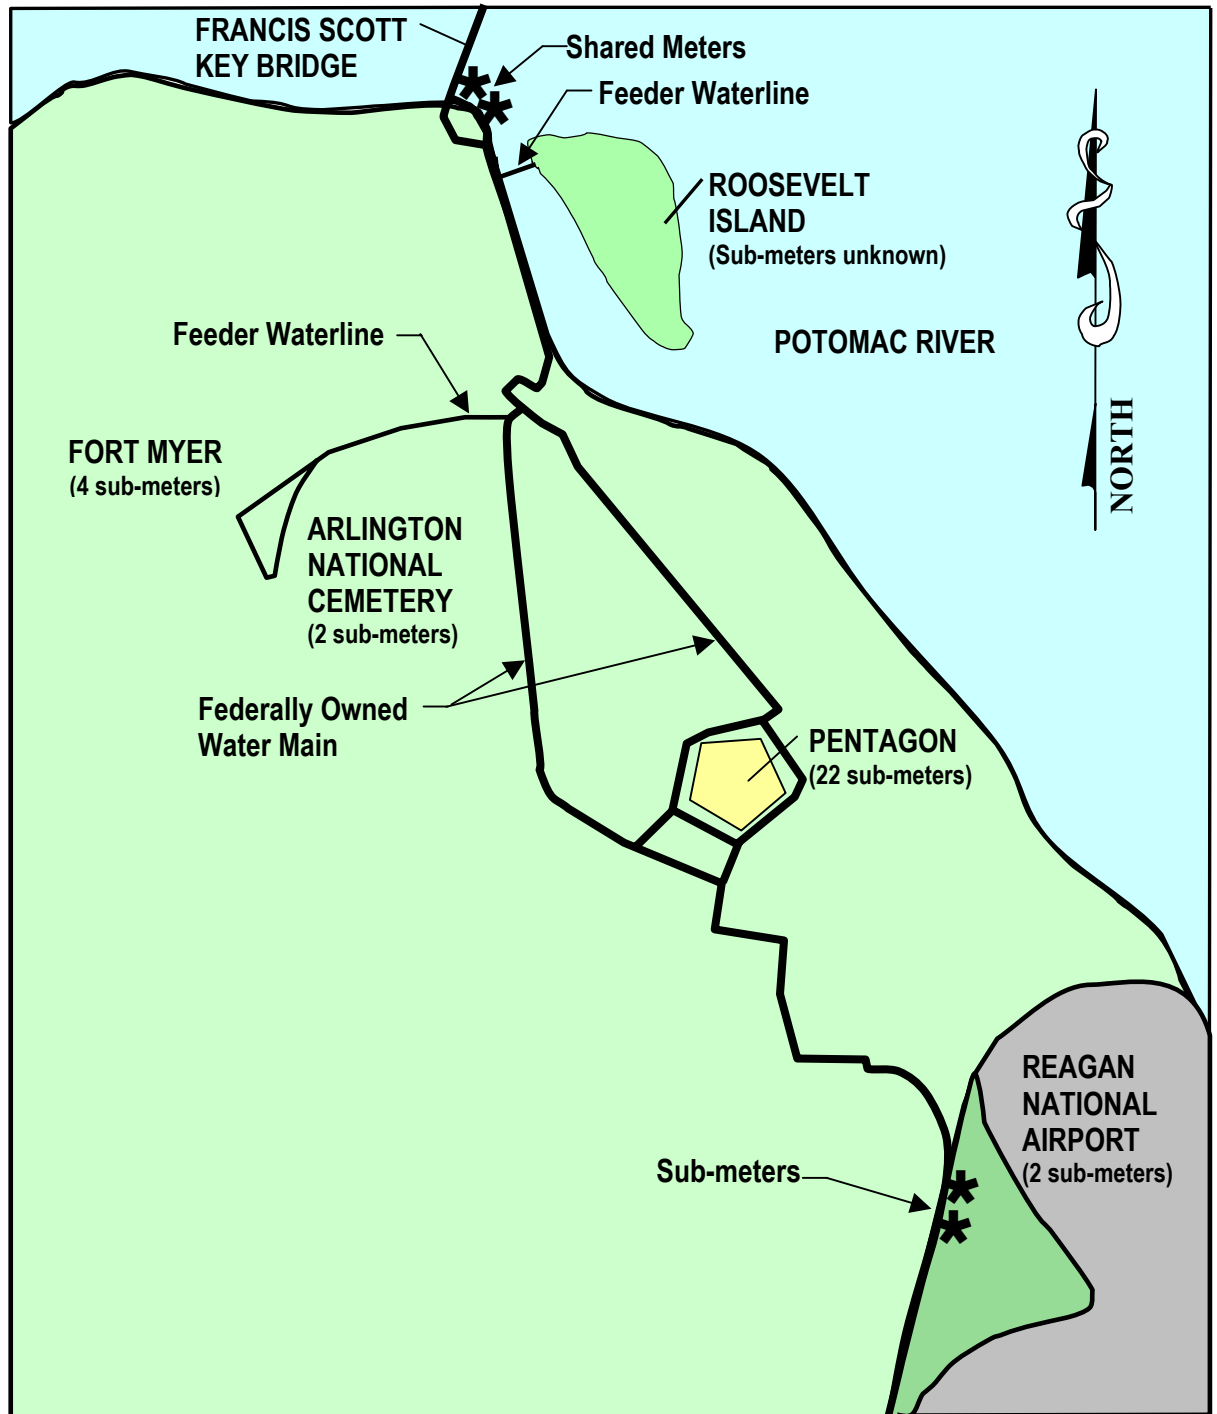 FRANCIS SCOTT
KEY BRIDGE
Shared Meters
Feeder Waterline
ROOSEVELT
ISLAND
(Sub-meters unknown)
POTOMAC RIVER
NORTH
Feeder Waterline
FORT MYER
(4 sub-meters)
ARLINGTON
NATIONAL
CEMETERY
(2 sub-meters)
Federally Owned
Water Main
PENTAGON
(22 sub-meters)
REAGAN
NATIONAL
AIRPORT
(2 sub-meters)
Sub-meters